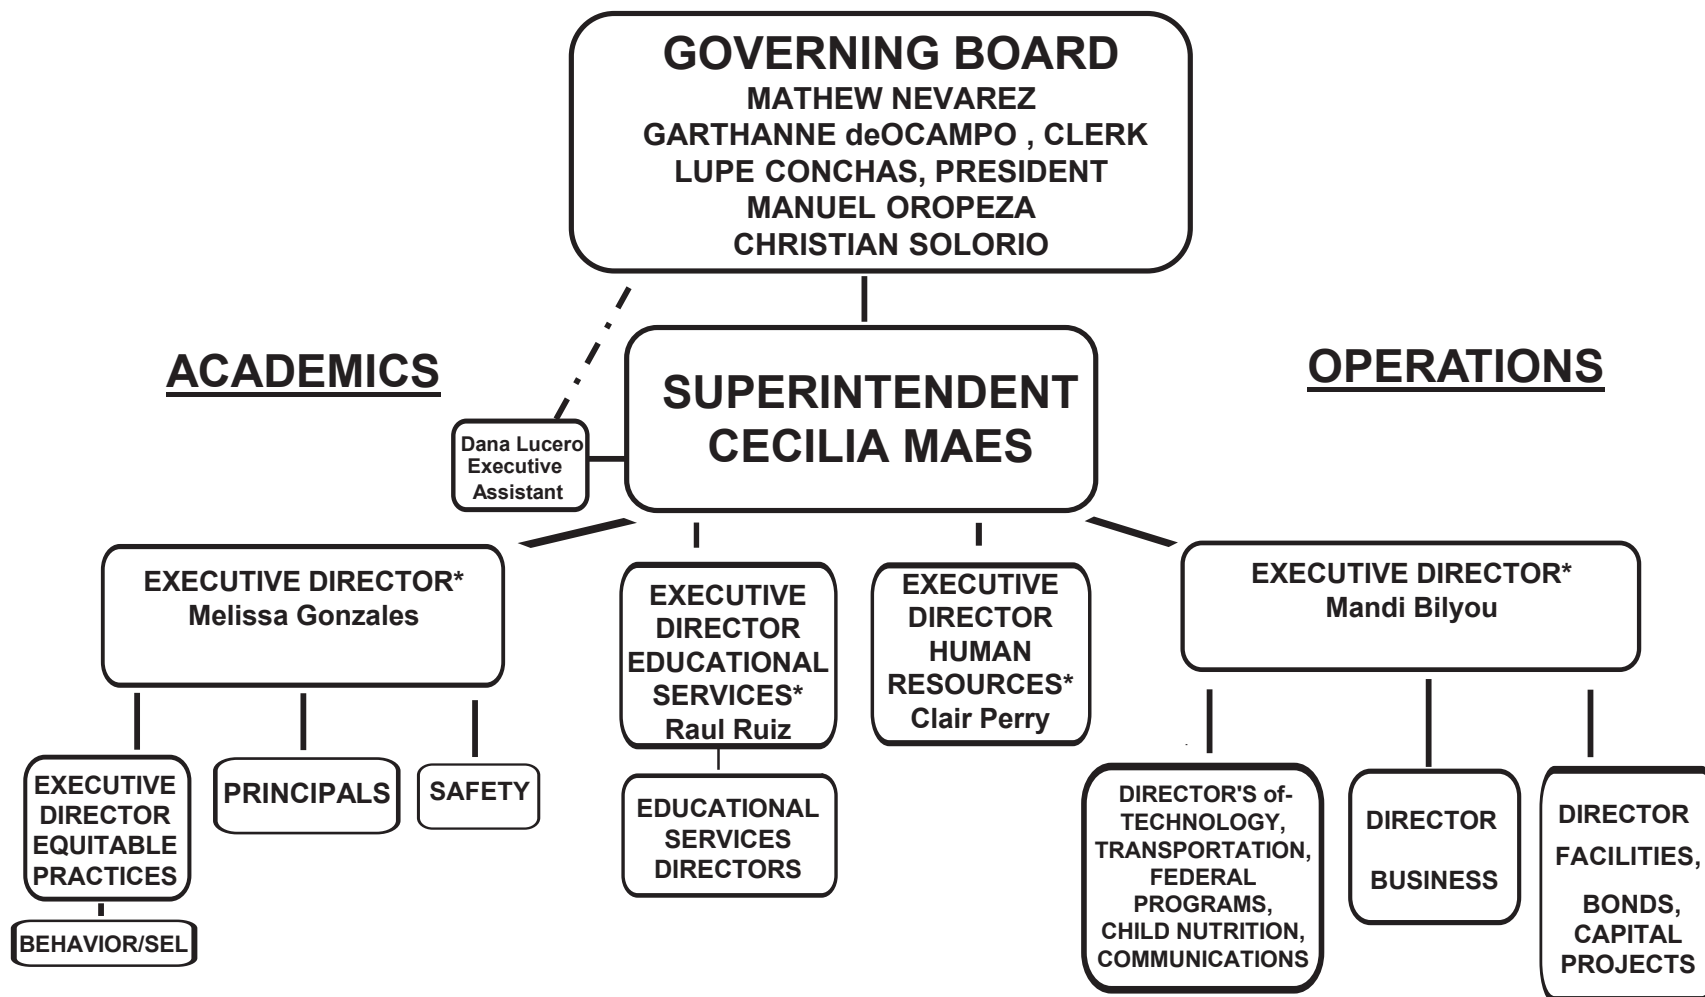 GOVERNING BOARD
MATHEW NEVAREZ
GARTHANNE deOCAMPO , CLERK
LUPE CONCHAS, PRESIDENT
MANUEL OROPEZA
CHRISTIAN SOLORIO
ACADEMICS
OPERATIONS
SUPERINTENDENT
CECILIA MAES
Dana Lucero
Executive
Assistant
EXECUTIVE DIRECTOR*
Melissa Gonzales
EXECUTIVE
DIRECTOR
EDUCATIONAL
SERVICES*
Raul Ruiz
EXECUTIVE
DIRECTOR
HUMAN
RESOURCES*
Clair Perry
EXECUTIVE DIRECTOR*
Mandi Bilyou
EXECUTIVE
DIRECTOR
EQUITABLE
PRACTICES
PRINCIPALS
SAFETY
EDUCATIONAL
SERVICES
DIRECTORS
DIRECTOR'S of-
TECHNOLOGY,
TRANSPORTATION,
FEDERAL
PROGRAMS,
CHILD NUTRITION,
COMMUNICATIONS
DIRECTOR
BUSINESS
DIRECTOR
FACILITIES,
BONDS,
CAPITAL
PROJECTS
BEHAVIOR/SEL